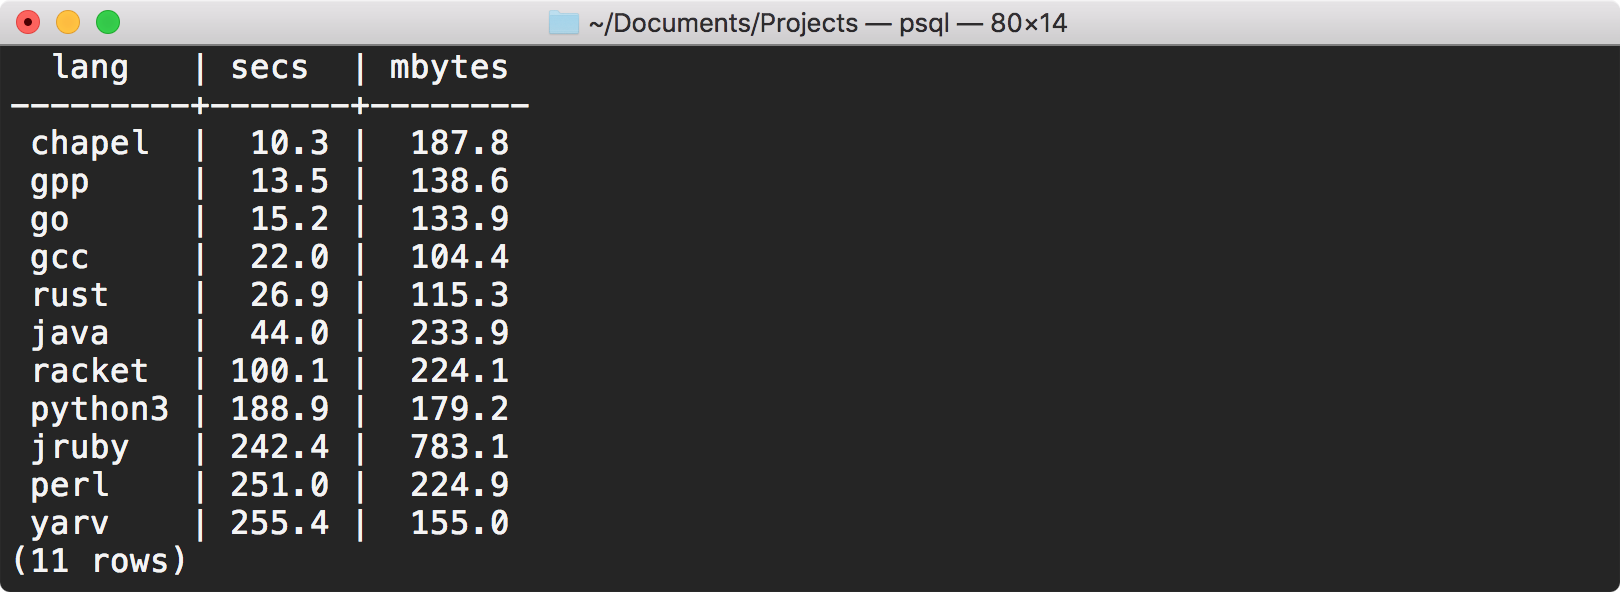 ~/Documents/Projects — psql — 80×14
  lang   | secs  | mbytes
---------+-------+--------
 chapel  |  10.3 |  187.8
 gpp     |  13.5 |  138.6
 go      |  15.2 |  133.9
 gcc     |  22.0 |  104.4
 rust    |  26.9 |  115.3
 java    |  44.0 |  233.9
 racket  | 100.1 |  224.1
 python3 | 188.9 |  179.2
 jruby   | 242.4 |  783.1
 perl    | 251.0 |  224.9
 yarv    | 255.4 |  155.0
(11 rows)